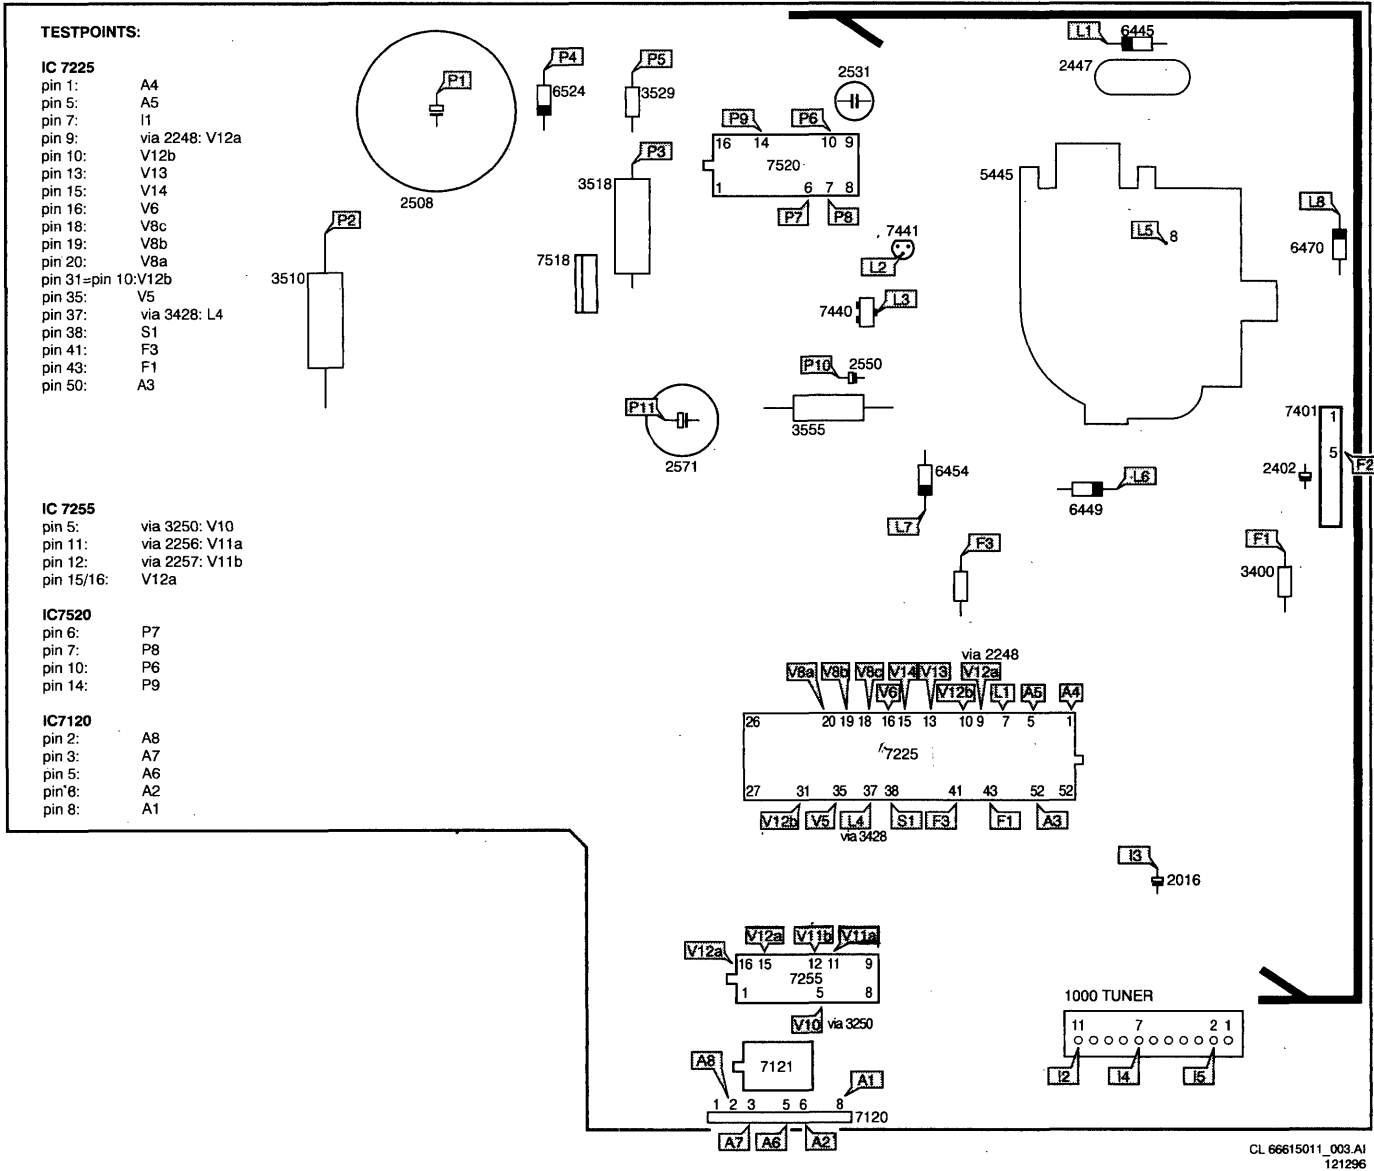 TESTPOINTS:
IC 7225
pin 1: A4
pin 5: A5
pin 7: I1
pin 9: via 2248: V12a
pin 10: V12b
pin 13: V13
pin 15: V14
pin 16: V6
pin 18: V8c
pin 19: V8b
pin 20: V8a
pin 31=pin 10:V12b
pin 35: V5
pin 37: via 3428: L4
pin 38: S1
pin 41: F3
pin 43: F1
pin 50: A3
IC 7255
pin 5: via 3250: V10
pin 11: via 2256: V11a
pin 12: via 2257: V11b
pin 15/16: V12a
IC7520
pin 6: P7
pin 7: P8
pin 10: P6
pin 14: P9
IC7120
pin 2: A8
pin 3: A7
pin 5: A6
pin 6: A2
pin 8: A1
P1
2508
P4
6524
P5
3529
P2
3510
P3
3518
7518
2531
P9 P6
16 14 10 9
7520
1 6 7 8
P7 P8
7441
L2
7440 L3
P10 2550
3555
P11
2571
L1 6445
2447
5445
L5 8
L8
6470
7401 1
5
F2
2402
6454
L7
L6
6449
F3
F1
3400
via 2248
V8a V8b V8c V14 V13 V12a
V6 V12b L1 A5 A4
26 20 19 18 16 15 13 10 9 7 5 1
7225
27 31 35 37 38 41 43 52 52
V12b V5 L4 S1 F3 F1 A3
via 3428
I3
2016
V12a V12a V11b V11a
16 15 12 11 9
7255
1 5 8
V10 via 3250
7121
A8 A1
1 2 3 5 6 8
7120
A7 A6 A2
1000 TUNER
11 7 2 1
I2 I4 I5
CL 66615011_003.AI
121296